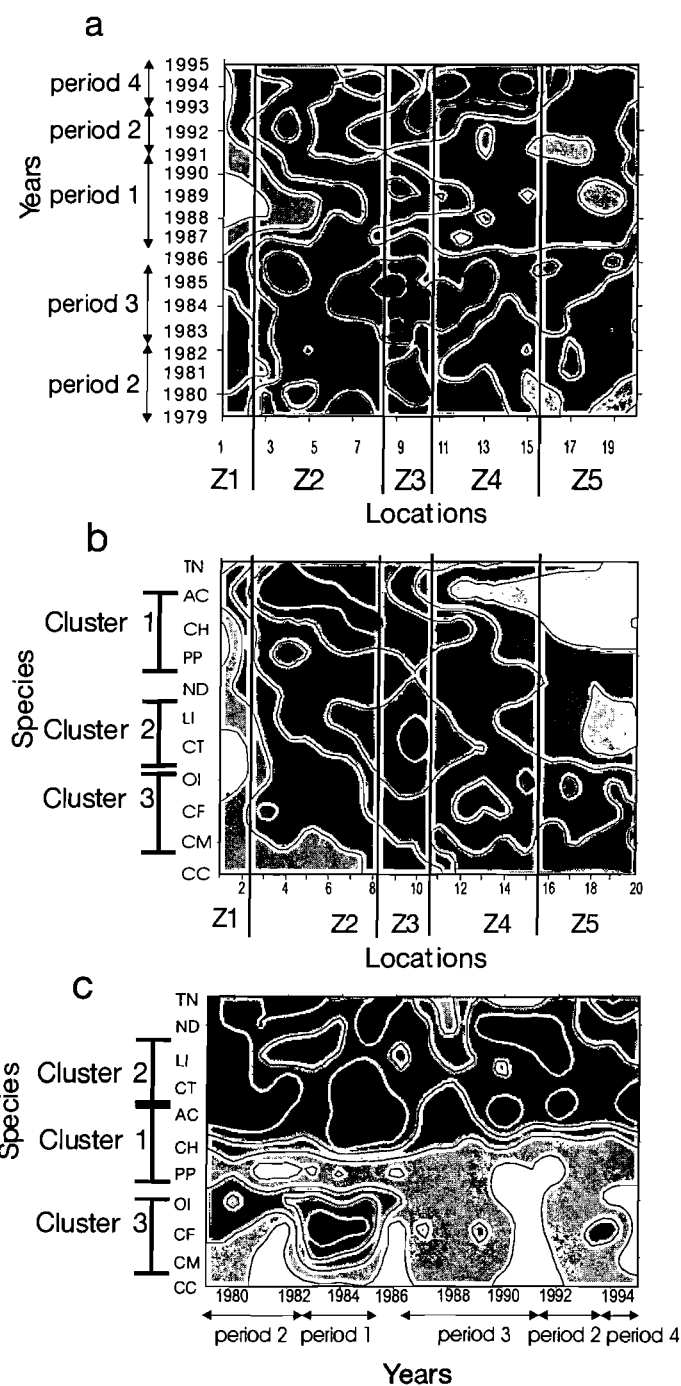 a
1995
period 4
1994
1993
period 2
1992
1991
1990
period 1
1989
1988
1987
1986
1985
period 3
1984
1983
1982
period 2
1981
1980
1979
Years
1 3 5 7 9 11 13 15 17 19
Z1 Z2 Z3 Z4 Z5
Locations
b
TN
AC
Cluster 1
CH
PP
ND
LI
Cluster 2
CT
OI
Cluster 3
CF
CM
CC
Species
2 4 6 8 10 12 14 16 18 20
Z1 Z2 Z3 Z4 Z5
Locations
c
TN
ND
LI
Cluster 2
CT
AC
Cluster 1
CH
PP
OI
Cluster 3
CF
CM
CC
Species
1980 1982 1984 1986 1988 1990 1992 1994
period 2 period 1 period 3 period 2 period 4
Years